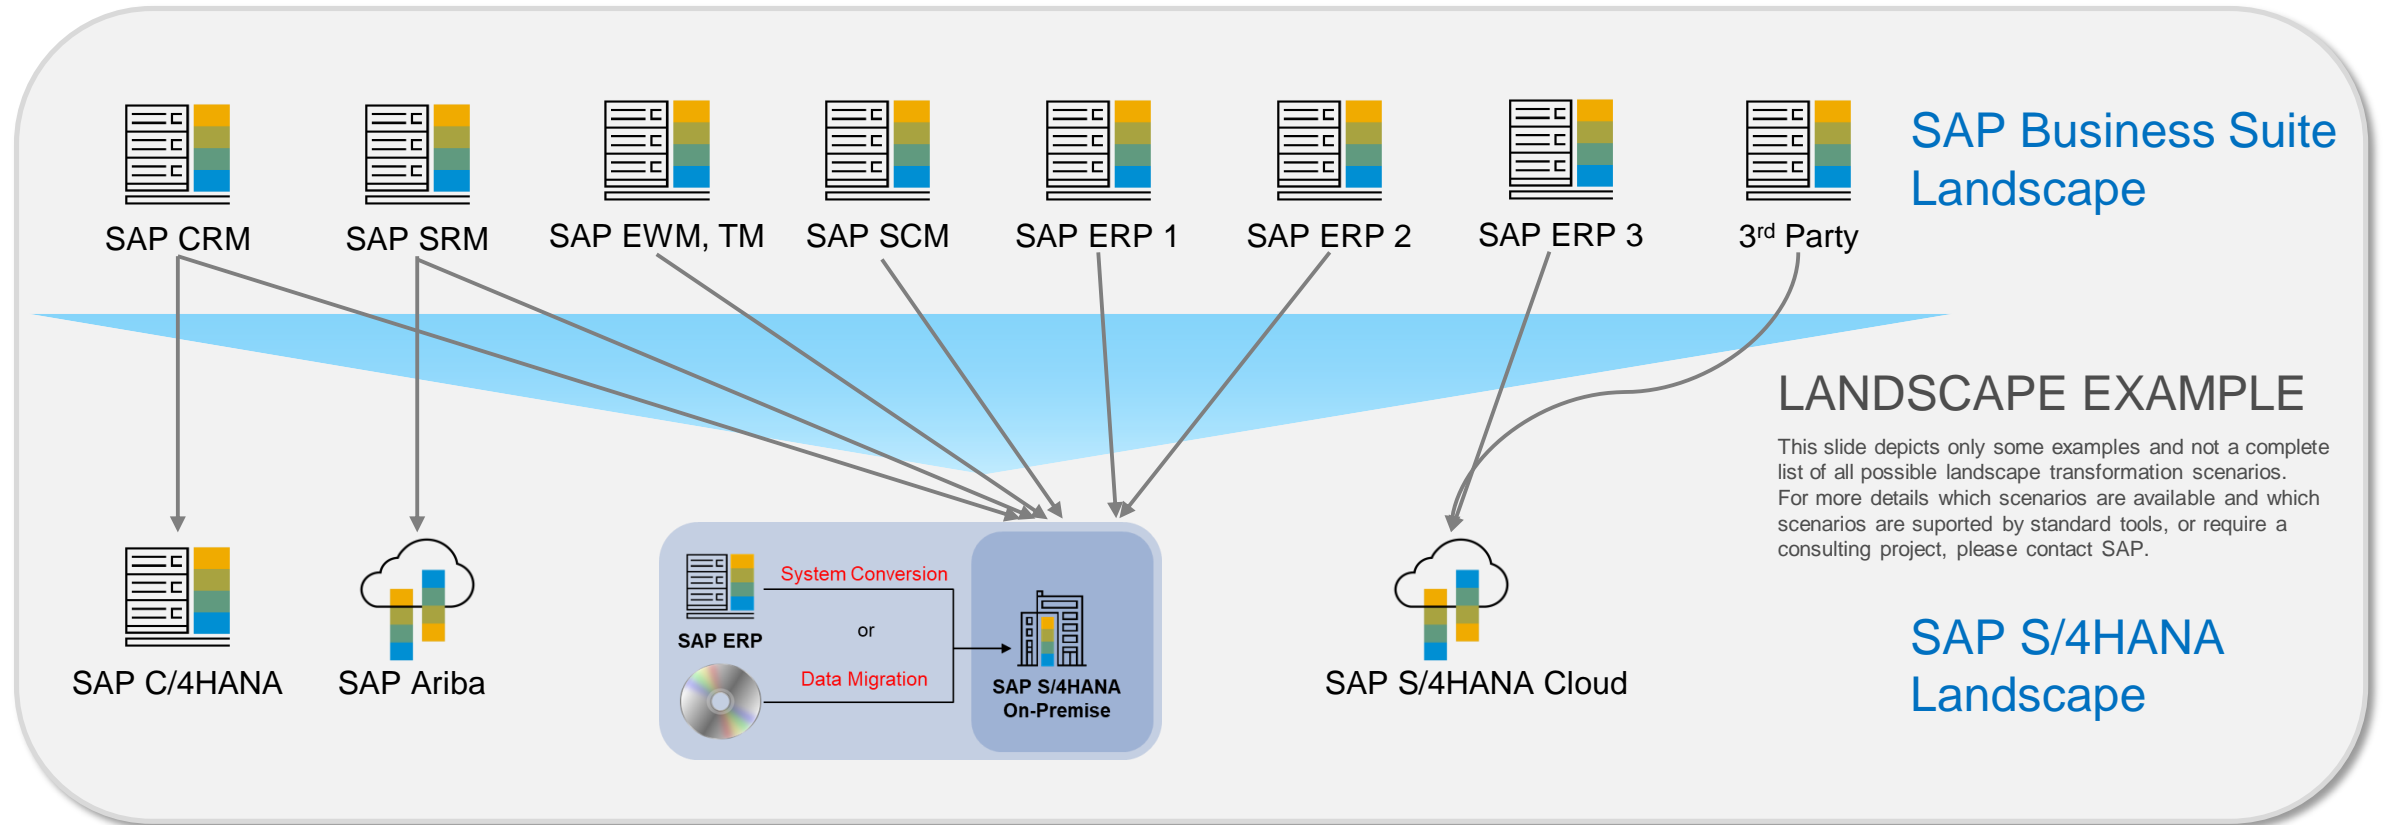 SAP Business Suite
Landscape
SAP CRM
SAP SRM
SAP EWM, TM
SAP SCM
SAP ERP 1
SAP ERP 2
SAP ERP 3
3rd Party
LANDSCAPE EXAMPLE
This slide depicts only some examples and not a complete
list of all possible landscape transformation scenarios.
For more details which scenarios are available and which
scenarios are suported by standard tools, or require a
consulting project, please contact SAP.
SAP C/4HANA
SAP Ariba
System Conversion
or
SAP ERP
Data Migration
SAP S/4HANA
On-Premise
SAP S/4HANA Cloud
SAP S/4HANA
Landscape